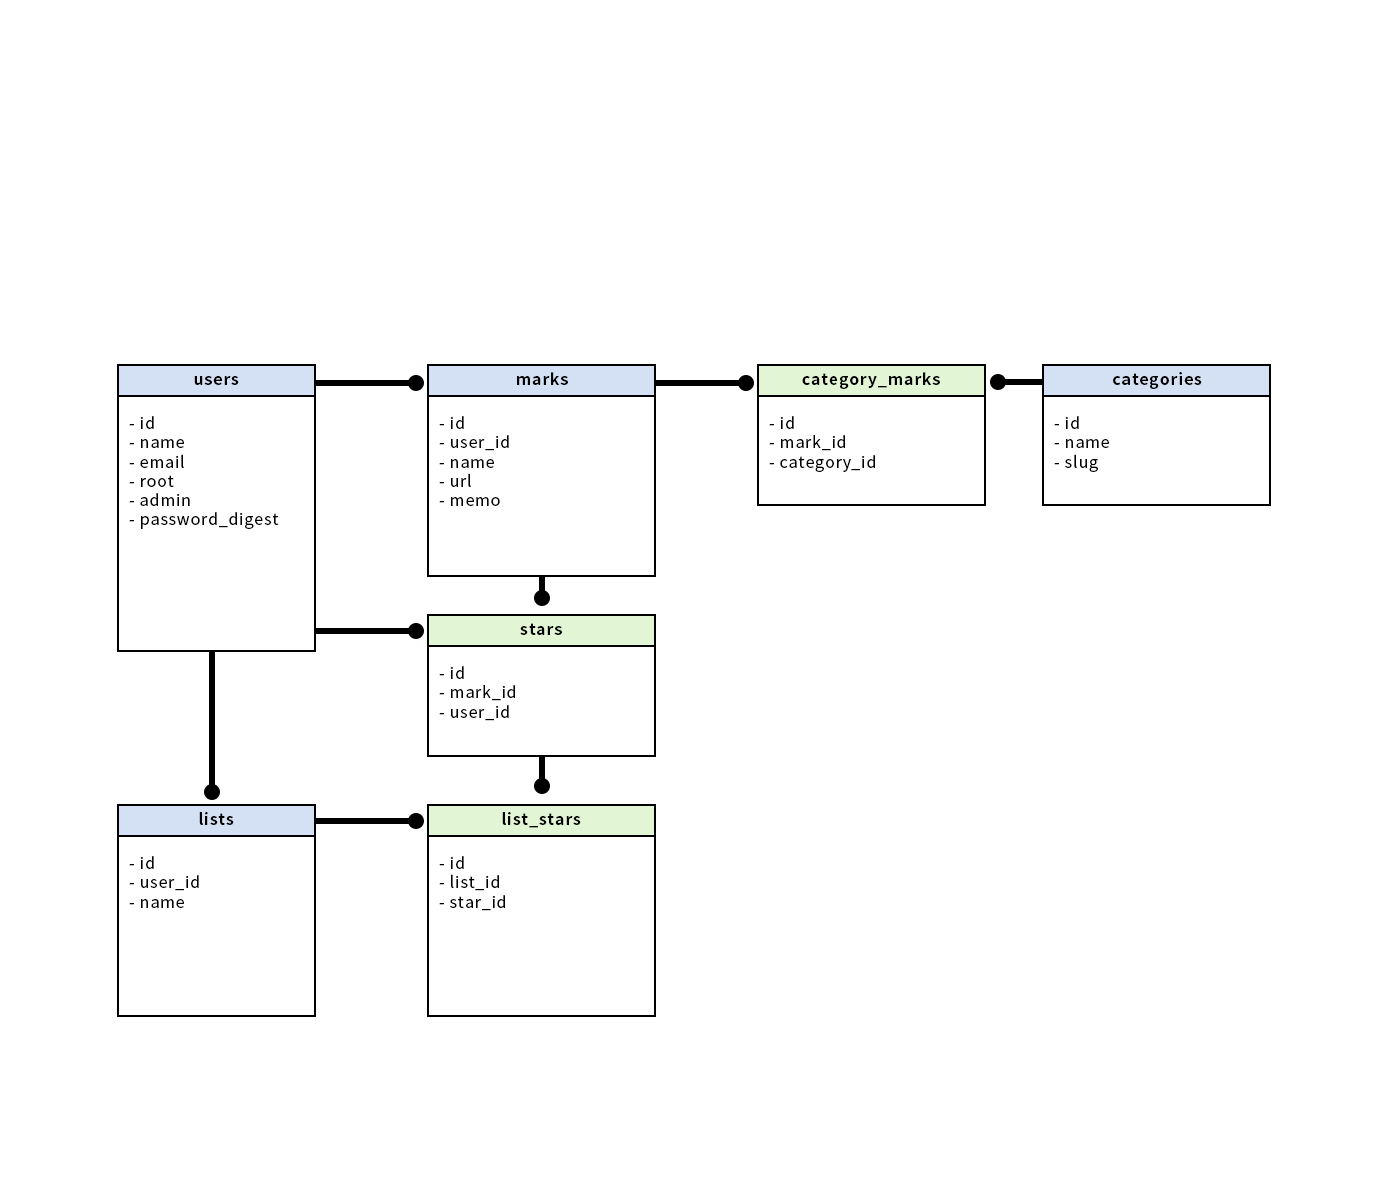 users
- id
- name
- email
- root
- admin
- password_digest
marks
- id
- user_id
- name
- url
- memo
category_marks
- id
- mark_id
- category_id
categories
- id
- name
- slug
stars
- id
- mark_id
- user_id
lists
- id
- user_id
- name
list_stars
- id
- list_id
- star_id